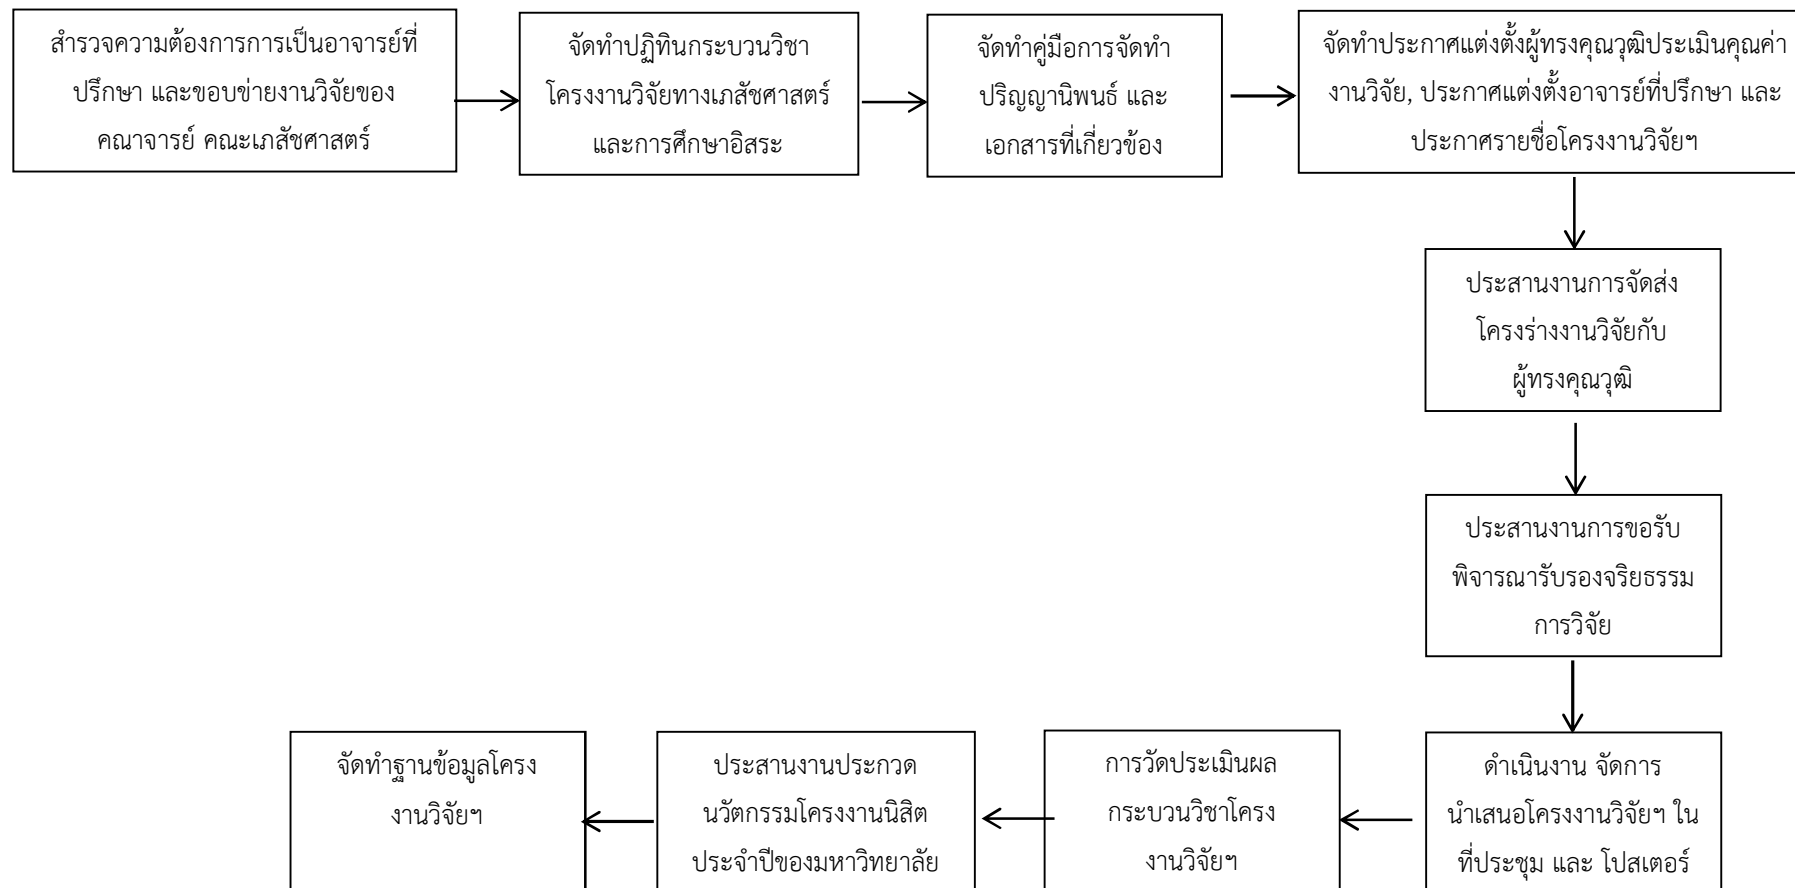 สำรวจความต้องการการเป็นอาจารย์ที่
ปรึกษา และขอบข่ายงานวิจัยของ
คณาจารย์ คณะเภสัชศาสตร์
จัดทำปฏิทินกระบวนวิชา
โครงงานวิจัยทางเภสัชศาสตร์
และการศึกษาอิสระ
จัดทำคู่มือการจัดทำ
ปริญญานิพนธ์ และ
เอกสารที่เกี่ยวข้อง
จัดทำประกาศแต่งตั้งผู้ทรงคุณวุฒิประเมินคุณค่า
งานวิจัย, ประกาศแต่งตั้งอาจารย์ที่ปรึกษา และ
ประกาศรายชื่อโครงงานวิจัยฯ
ประสานงานการจัดส่ง
โครงร่างงานวิจัยกับ
ผู้ทรงคุณวุฒิ
ประสานงานการขอรับ
พิจารณารับรองจริยธรรม
การวิจัย
ดำเนินงาน จัดการ
นำเสนอโครงงานวิจัยฯ ใน
ที่ประชุม และ โปสเตอร์
การวัดประเมินผล
กระบวนวิชาโครง
งานวิจัยฯ
ประสานงานประกวด
นวัตกรรมโครงงานนิสิต
ประจำปีของมหาวิทยาลัย
จัดทำฐานข้อมูลโครง
งานวิจัยฯ